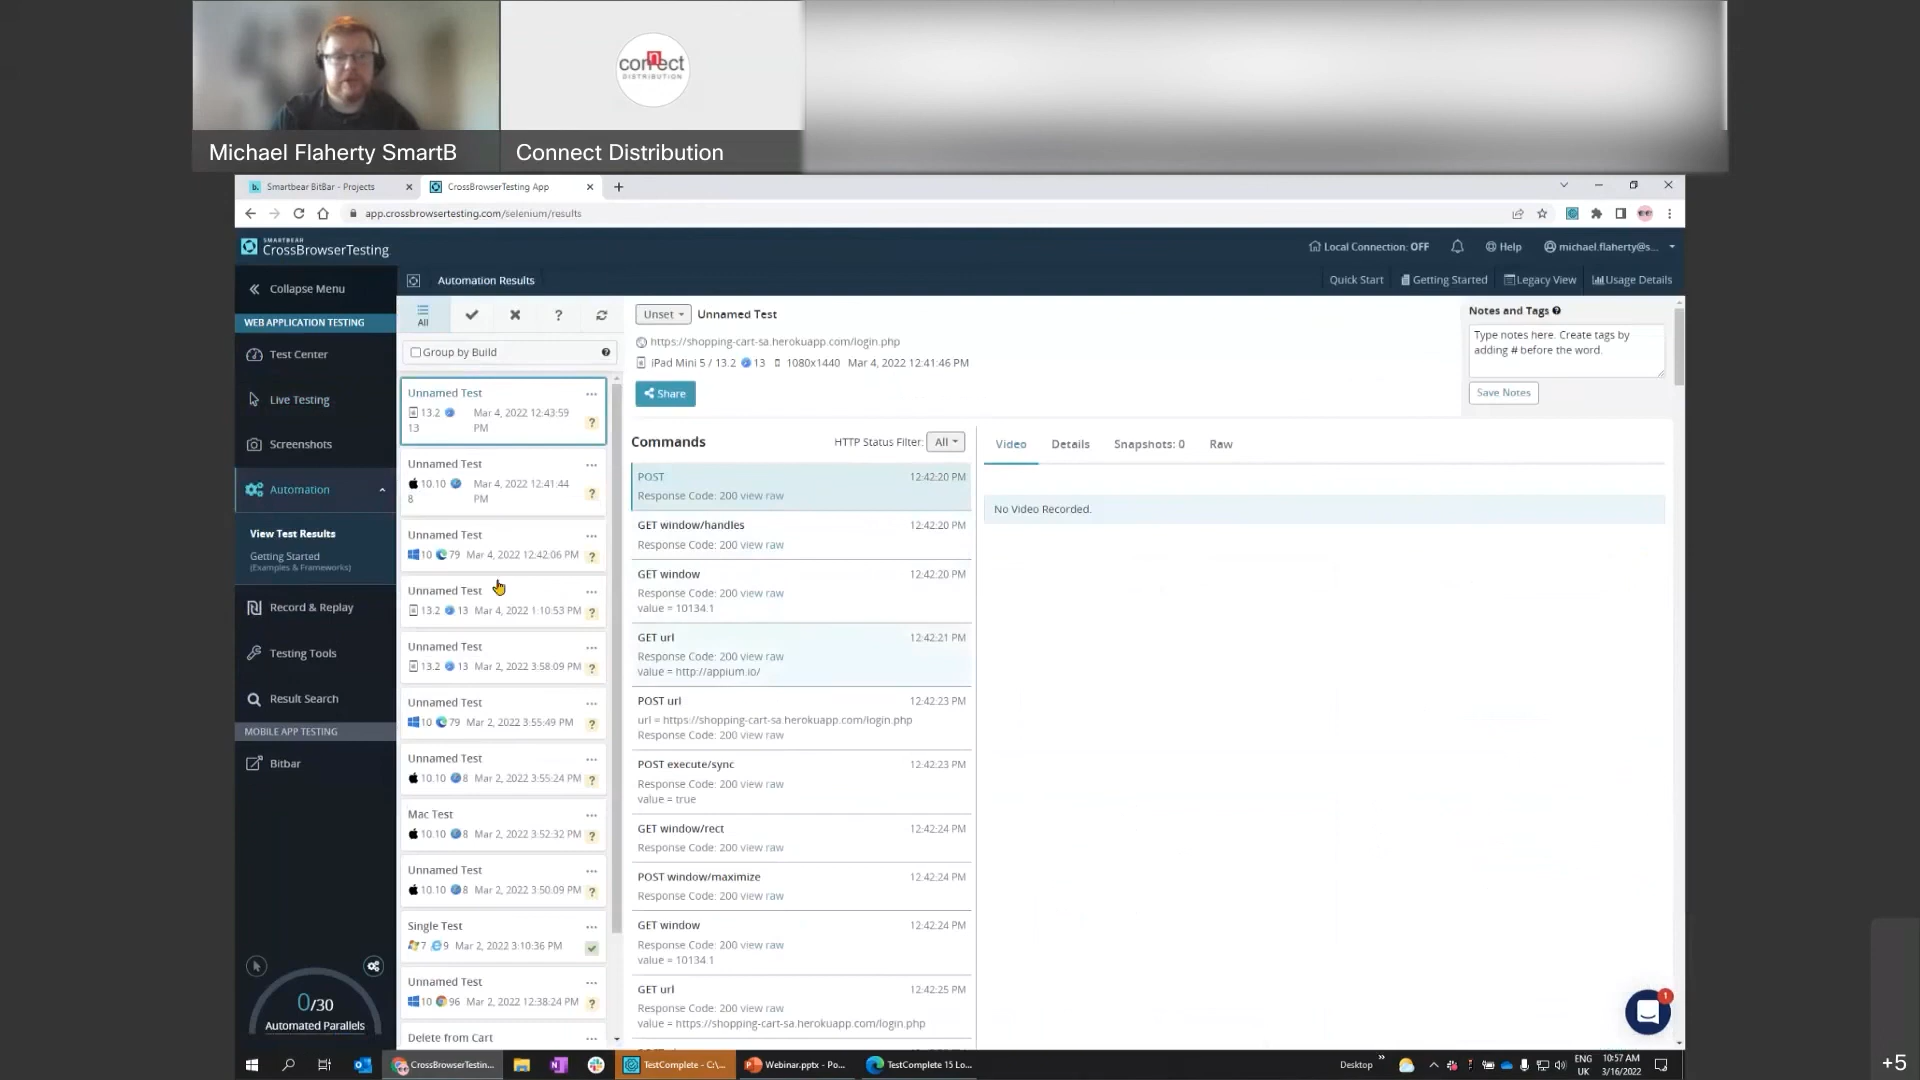 connect
DISTRIBUTION
Michael Flaherty SmartB
Connect Distribution
Smartbear BitBar - Projects
CrossBrowserTesting App
app.crossbrowsertesting.com/selenium/results
SMARTBEAR
CrossBrowserTesting
Local Connection: OFF
Help
michael.flaherty@s...
Collapse Menu
Automation Results
Quick Start
Getting Started
Legacy View
Usage Details
WEB APPLICATION TESTING
Test Center
Live Testing
Screenshots
Automation
View Test Results
Getting Started
(Examples & Frameworks)
Record & Replay
Testing Tools
Result Search
MOBILE APP TESTING
Bitbar
0/30
Automated Parallels
All
Group by Build
Unnamed Test
13.2 13 Mar 4, 2022 12:43:59 PM
Unnamed Test
10.10 8 Mar 4, 2022 12:41:44 PM
Unnamed Test
10 79 Mar 4, 2022 12:42:06 PM
Unnamed Test
13.2 13 Mar 4, 2022 1:10:53 PM
Unnamed Test
13.2 13 Mar 2, 2022 3:58:09 PM
Unnamed Test
10 79 Mar 2, 2022 3:55:49 PM
Unnamed Test
10.10 8 Mar 2, 2022 3:55:24 PM
Mac Test
10.10 8 Mar 2, 2022 3:52:32 PM
Unnamed Test
10.10 8 Mar 2, 2022 3:50:09 PM
Single Test
7 9 Mar 2, 2022 3:10:36 PM
Unnamed Test
10 96 Mar 2, 2022 12:38:24 PM
Delete from Cart
Unset
Unnamed Test
https://shopping-cart-sa.herokuapp.com/login.php
iPad Mini 5 / 13.2 13 1080x1440 Mar 4, 2022 12:41:46 PM
Share
Notes and Tags
Type notes here. Create tags by
adding # before the word.
Save Notes
Commands
HTTP Status Filter: All
POST 12:42:20 PM
Response Code: 200 view raw
GET window/handles 12:42:20 PM
Response Code: 200 view raw
GET window 12:42:20 PM
Response Code: 200 view raw
value = 10134.1
GET url 12:42:21 PM
Response Code: 200 view raw
value = http://appium.io/
POST url 12:42:23 PM
url = https://shopping-cart-sa.herokuapp.com/login.php
Response Code: 200 view raw
POST execute/sync 12:42:23 PM
Response Code: 200 view raw
value = true
GET window/rect 12:42:24 PM
Response Code: 200 view raw
POST window/maximize 12:42:24 PM
Response Code: 200 view raw
GET window 12:42:24 PM
Response Code: 200 view raw
value = 10134.1
GET url 12:42:25 PM
Response Code: 200 view raw
value = https://shopping-cart-sa.herokuapp.com/login.php
Video
Details
Snapshots: 0
Raw
No Video Recorded.
1
CrossBrowserTestin...
TestComplete - C:\...
Webinar.pptx - Po...
TestComplete 15 Lo...
Desktop
ENG
UK
10:57 AM
3/16/2022
+5